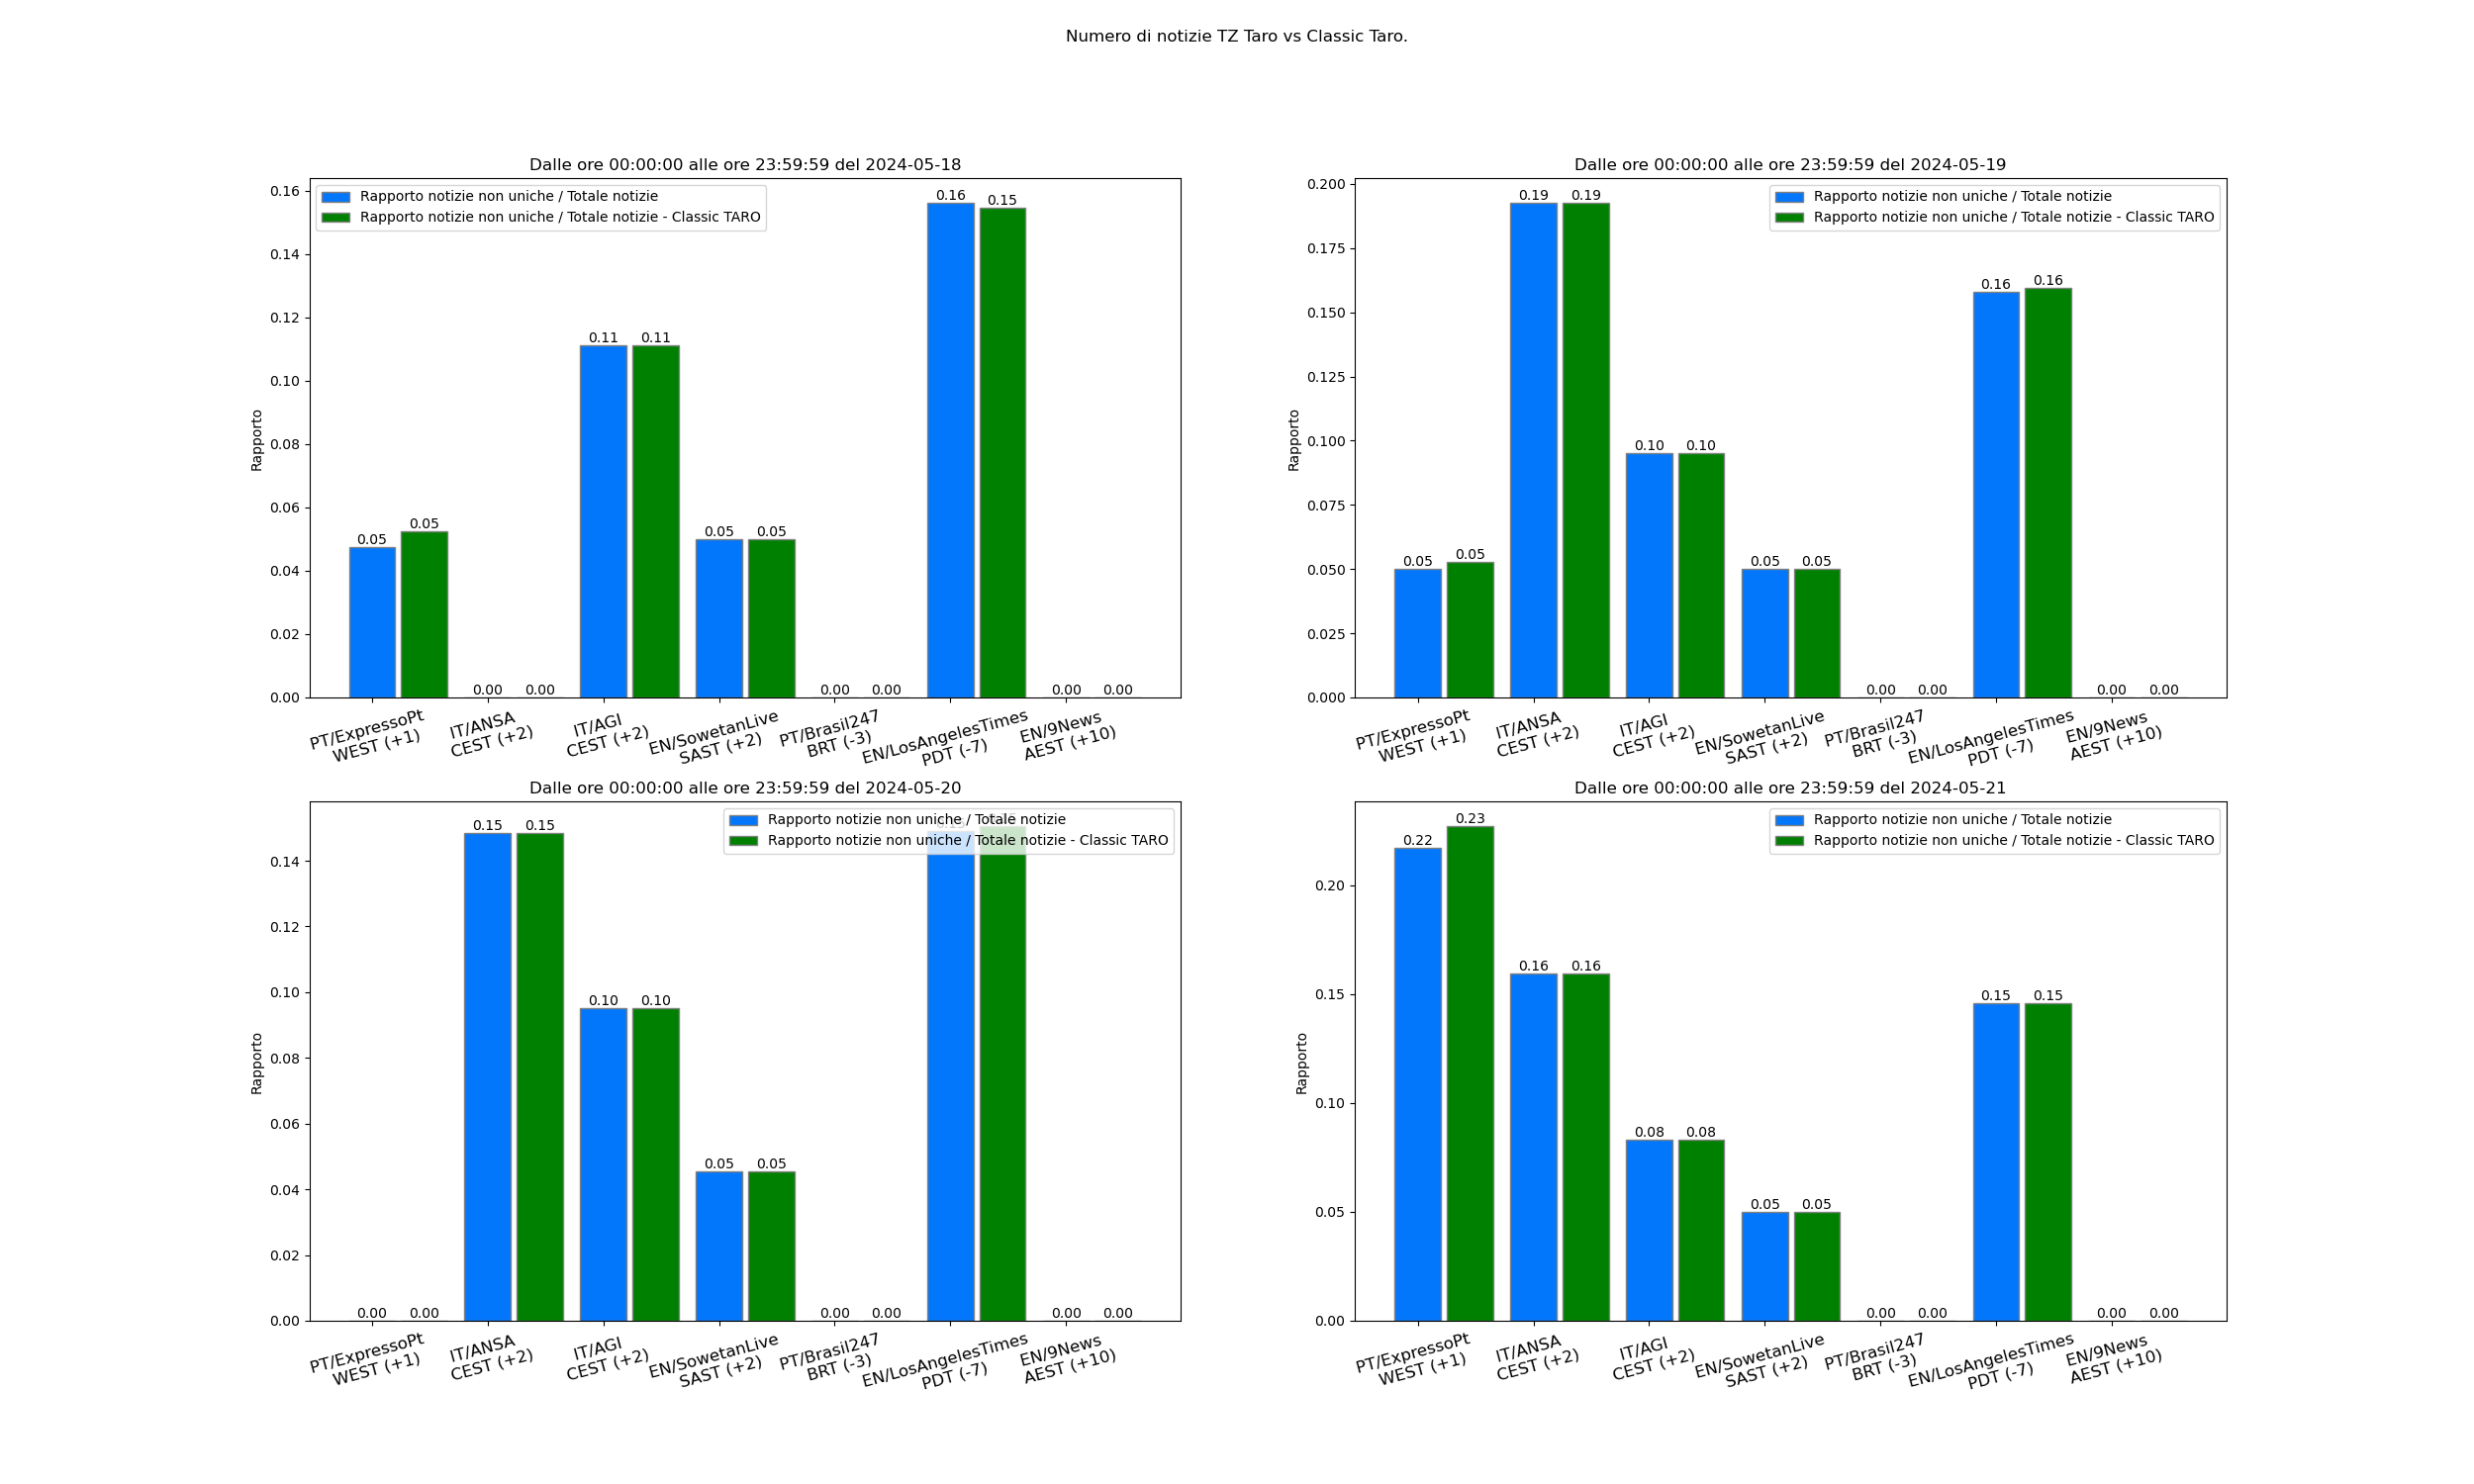 Numero di notizie TZ Taro vs Classic Taro.
Dalle ore 00:00:00 alle ore 23:59:59 del 2024-05-18
Rapporto notizie non uniche / Totale notizie
Rapporto notizie non uniche / Totale notizie - Classic TARO
Rapporto
0.16
0.14
0.12
0.10
0.08
0.06
0.04
0.02
0.00
0.05 0.05 0.00 0.00 0.11 0.11 0.05 0.05 0.00 0.00 0.16 0.15 0.00 0.00
PT/ExpressoPt
WEST (+1)
IT/ANSA
CEST (+2)
IT/AGI
CEST (+2)
EN/SowetanLive
SAST (+2)
PT/Brasil247
BRT (-3)
EN/LosAngelesTimes
PDT (-7)
EN/9News
AEST (+10)
Dalle ore 00:00:00 alle ore 23:59:59 del 2024-05-19
Rapporto notizie non uniche / Totale notizie
Rapporto notizie non uniche / Totale notizie - Classic TARO
Rapporto
0.200
0.175
0.150
0.125
0.100
0.075
0.050
0.025
0.000
0.05 0.05 0.19 0.19 0.10 0.10 0.05 0.05 0.00 0.00 0.16 0.16 0.00 0.00
PT/ExpressoPt
WEST (+1)
IT/ANSA
CEST (+2)
IT/AGI
CEST (+2)
EN/SowetanLive
SAST (+2)
PT/Brasil247
BRT (-3)
EN/LosAngelesTimes
PDT (-7)
EN/9News
AEST (+10)
Dalle ore 00:00:00 alle ore 23:59:59 del 2024-05-20
Rapporto notizie non uniche / Totale notizie
Rapporto notizie non uniche / Totale notizie - Classic TARO
Rapporto
0.14
0.12
0.10
0.08
0.06
0.04
0.02
0.00
0.00 0.00 0.15 0.15 0.10 0.10 0.05 0.05 0.00 0.00 0.00 0.00
PT/ExpressoPt
WEST (+1)
IT/ANSA
CEST (+2)
IT/AGI
CEST (+2)
EN/SowetanLive
SAST (+2)
PT/Brasil247
BRT (-3)
EN/LosAngelesTimes
PDT (-7)
EN/9News
AEST (+10)
Dalle ore 00:00:00 alle ore 23:59:59 del 2024-05-21
Rapporto notizie non uniche / Totale notizie
Rapporto notizie non uniche / Totale notizie - Classic TARO
Rapporto
0.20
0.15
0.10
0.05
0.00
0.22 0.23 0.16 0.16 0.08 0.08 0.05 0.05 0.00 0.00 0.15 0.15 0.00 0.00
PT/ExpressoPt
WEST (+1)
IT/ANSA
CEST (+2)
IT/AGI
CEST (+2)
EN/SowetanLive
SAST (+2)
PT/Brasil247
BRT (-3)
EN/LosAngelesTimes
PDT (-7)
EN/9News
AEST (+10)